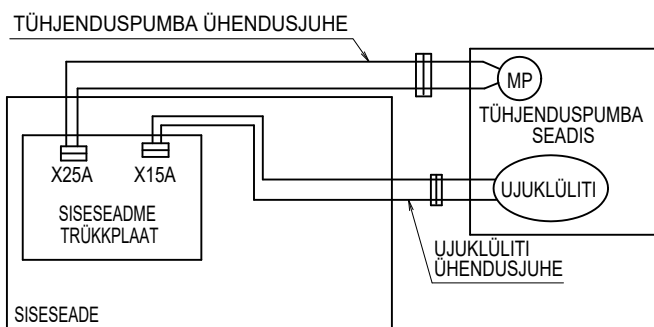 TÜHJENDUSPUMBA ÜHENDUSJUHE
MP
TÜHJENDUSPUMBA
SEADIS
X25A
X15A
UJUKLÜLITI
SISESEADME
TRÜKKPLAAT
UJUKLÜLITI
ÜHENDUSJUHE
SISESEADE